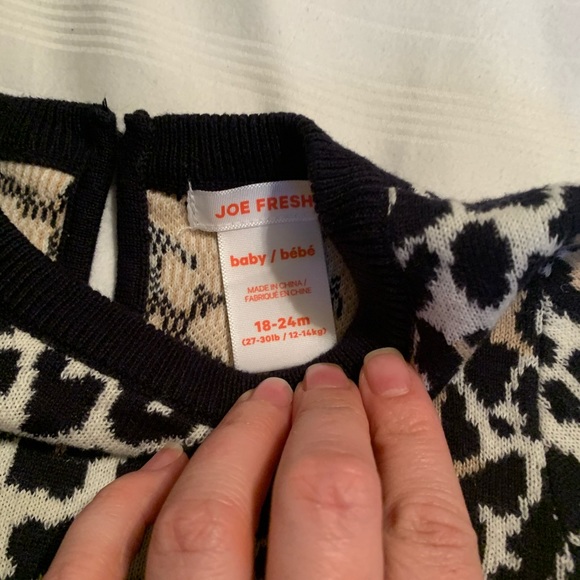 JOE FRESH
baby / bébé
MADE IN CHINA /
FABRIQUÉ EN CHINE
18-24m
(27-30lb / 12-14kg)